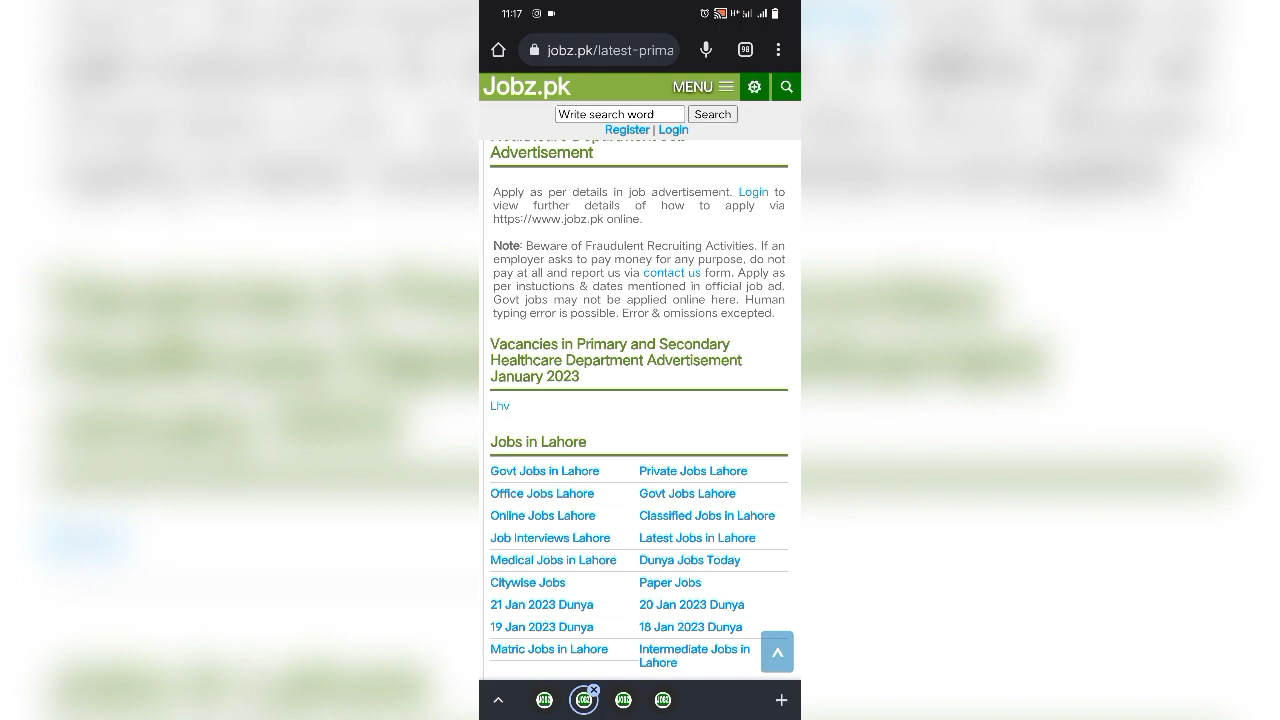 11:17
H+
jobz.pk/latest-prima
98
Jobz.pk
MENU
Write search word Search
Register | Login
Advertisement
Apply as per details in job advertisement. Login to
view further details of how to apply via
https://www.jobz.pk online.
Note: Beware of Fraudulent Recruiting Activities. If an
employer asks to pay money for any purpose, do not
pay at all and report us via contact us form. Apply as
per instuctions & dates mentioned in official job ad.
Govt jobs may not be applied online here. Human
typing error is possible. Error & omissions excepted.
Vacancies in Primary and Secondary
Healthcare Department Advertisement
January 2023
Lhv
Jobs in Lahore
Govt Jobs in Lahore Private Jobs Lahore
Office Jobs Lahore Govt Jobs Lahore
Online Jobs Lahore Classified Jobs in Lahore
Job Interviews Lahore Latest Jobs in Lahore
Medical Jobs in Lahore Dunya Jobs Today
Citywise Jobs Paper Jobs
21 Jan 2023 Dunya 20 Jan 2023 Dunya
19 Jan 2023 Dunya 18 Jan 2023 Dunya
Matric Jobs in Lahore Intermediate Jobs in
Lahore